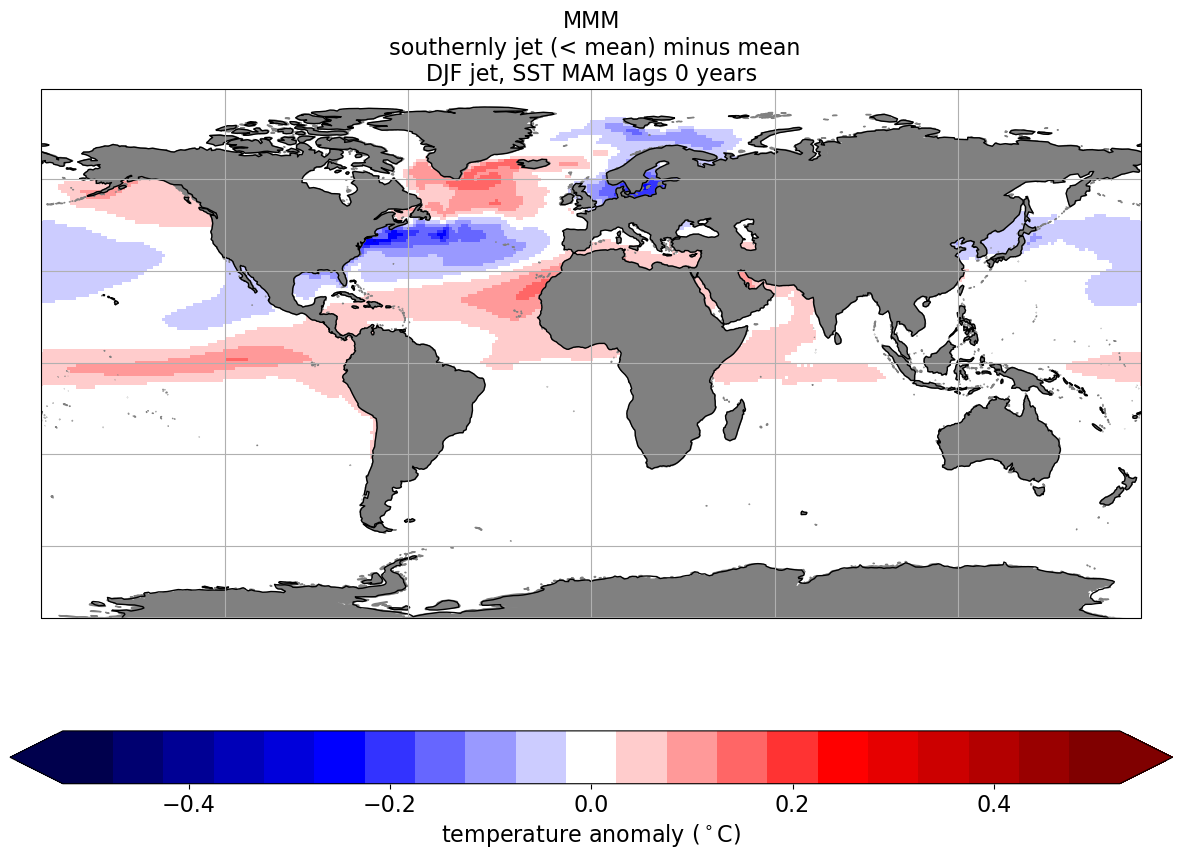 MMM
southernly jet (< mean) minus mean
DJF jet, SST MAM lags 0 years
−0.4 −0.2 0.0 0.2 0.4
temperature anomaly (°C)